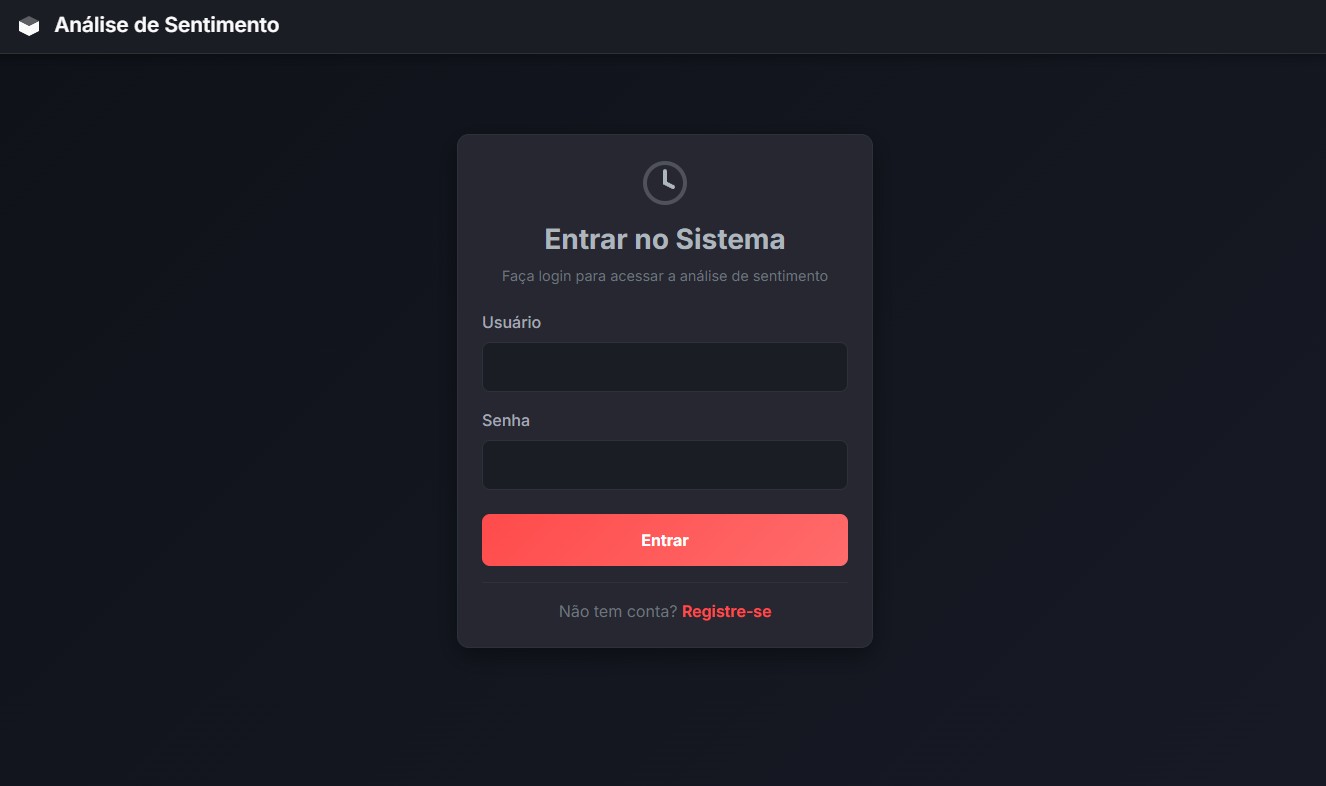 Análise de Sentimento
Entrar no Sistema
Faça login para acessar a análise de sentimento
Usuário
Senha
Entrar
Não tem conta? Registre-se